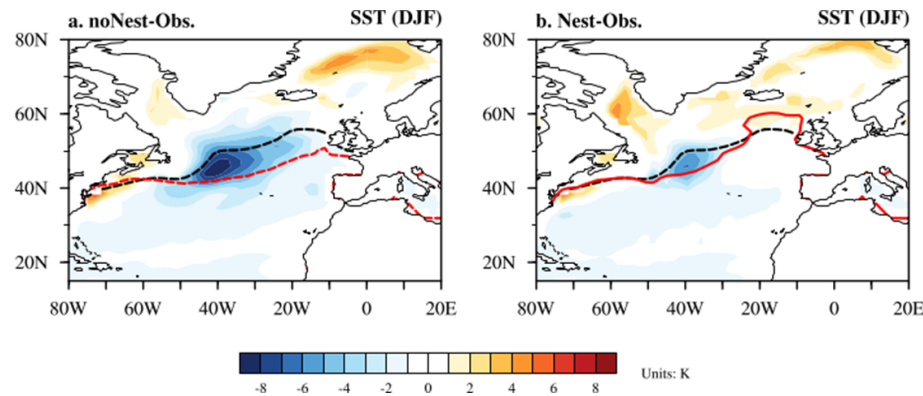 a. noNest-Obs. SST (DJF)
b. Nest-Obs. SST (DJF)
80N
60N
40N
20N
80W 60W 40W 20W 0 20E
80N
60N
40N
20N
80W 60W 40W 20W 0 20E
-8 -6 -4 -2 0 2 4 6 8
Units: K